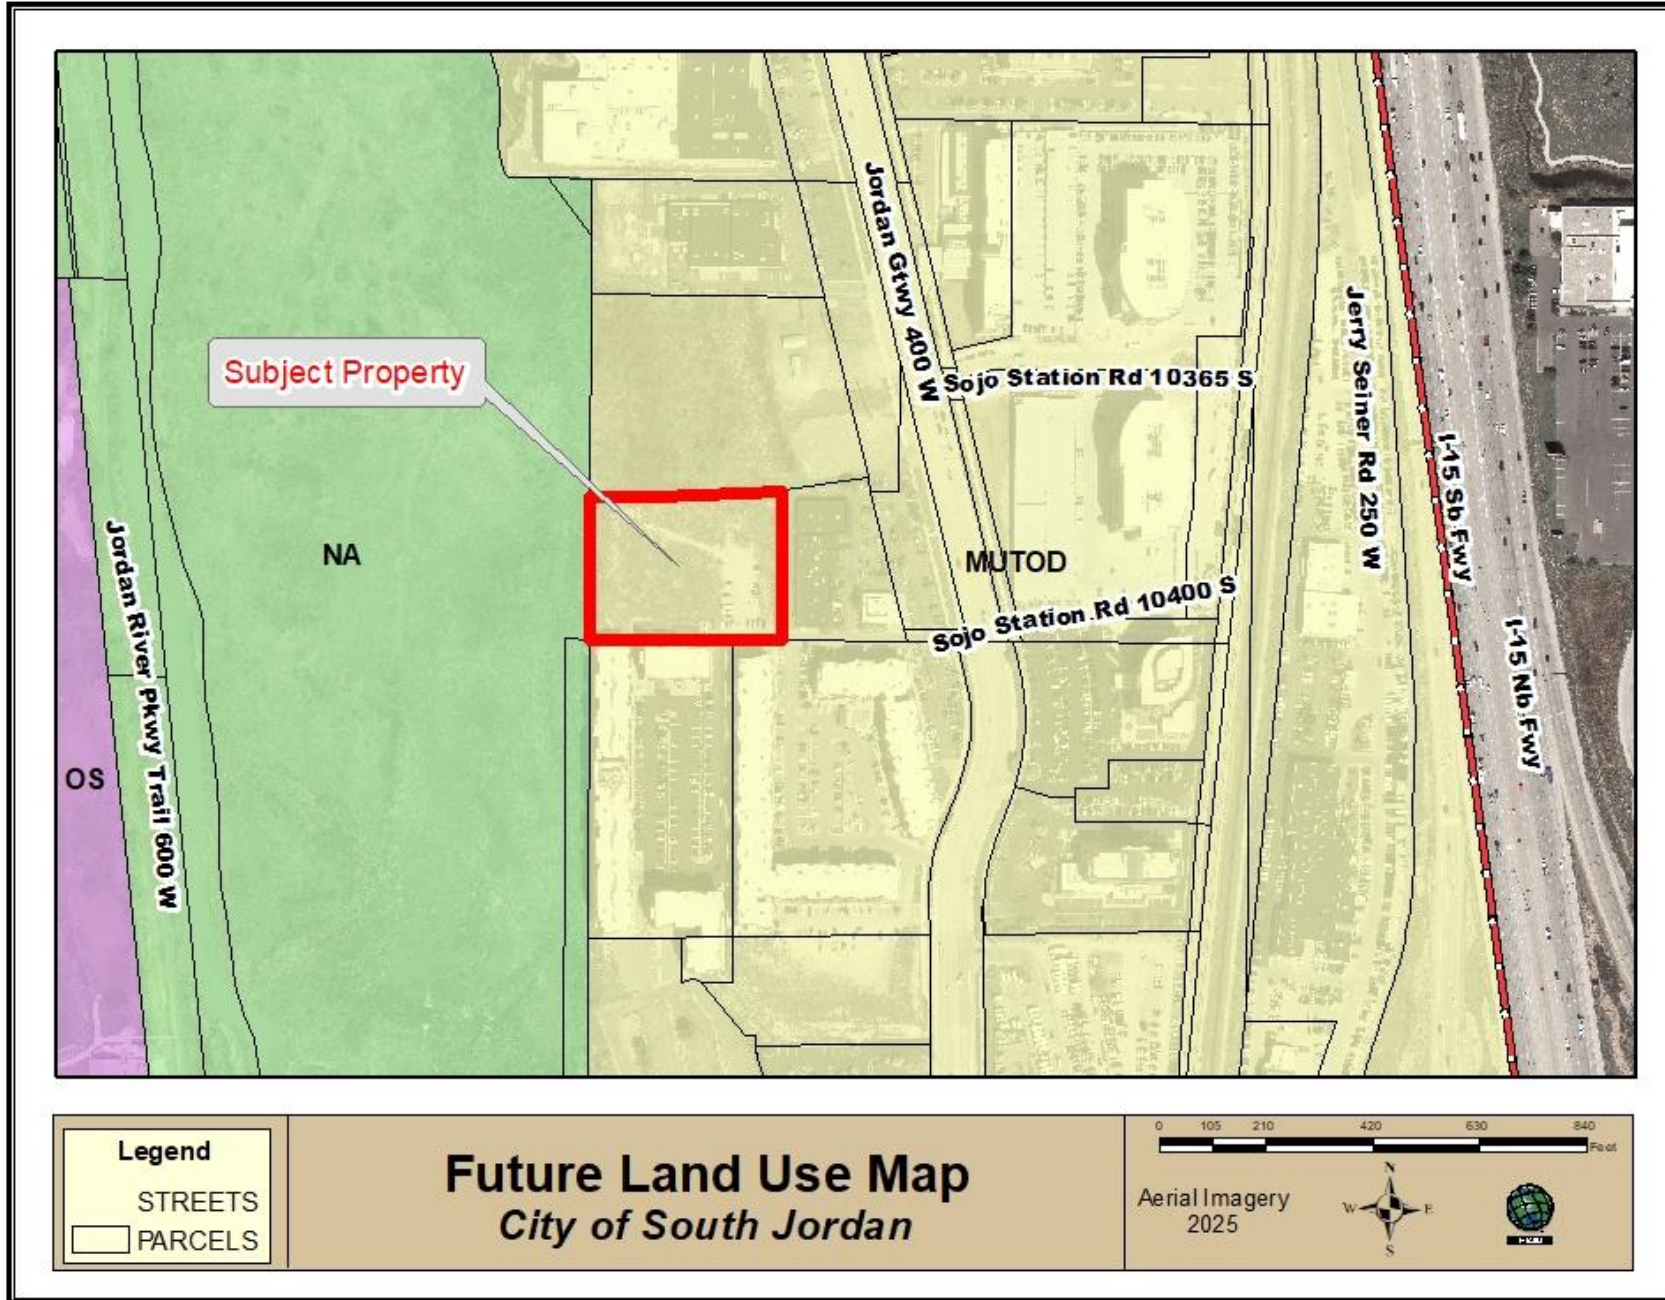 Jordan Gtwy 400 W
Subject Property
Sojo Station Rd 10365 S
Jerry Seiner Rd 250 W
I-15 Sb Fwy
NA
MUTOD
Jordan River Pkwy Trail 600 W
Sojo Station Rd 10400 S
I-15 Nb Fwy
OS
Legend
STREETS
PARCELS
Future Land Use Map
City of South Jordan
0 105 210 420 630 840
Feet
Aerial Imagery
2025
N
W E
S